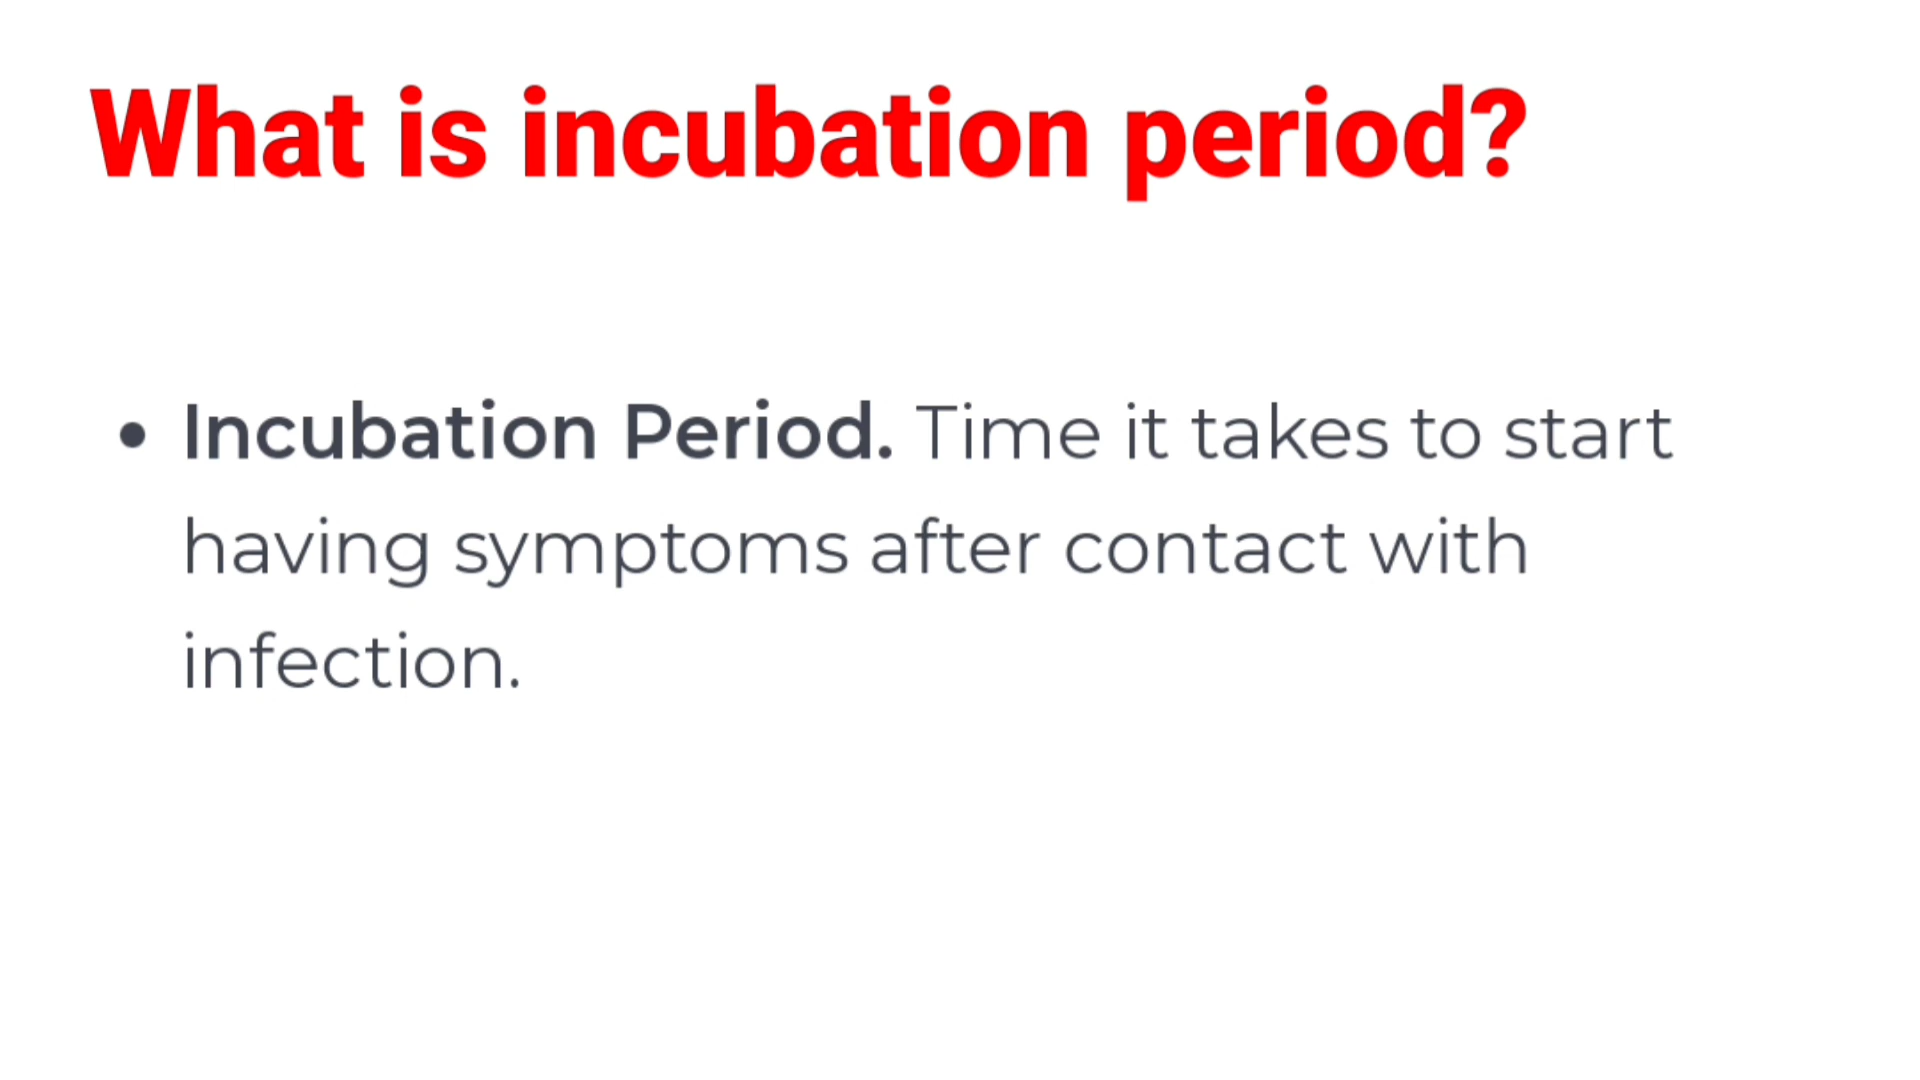 What is incubation period?
• Incubation Period. Time it takes to start
having symptoms after contact with
infection.